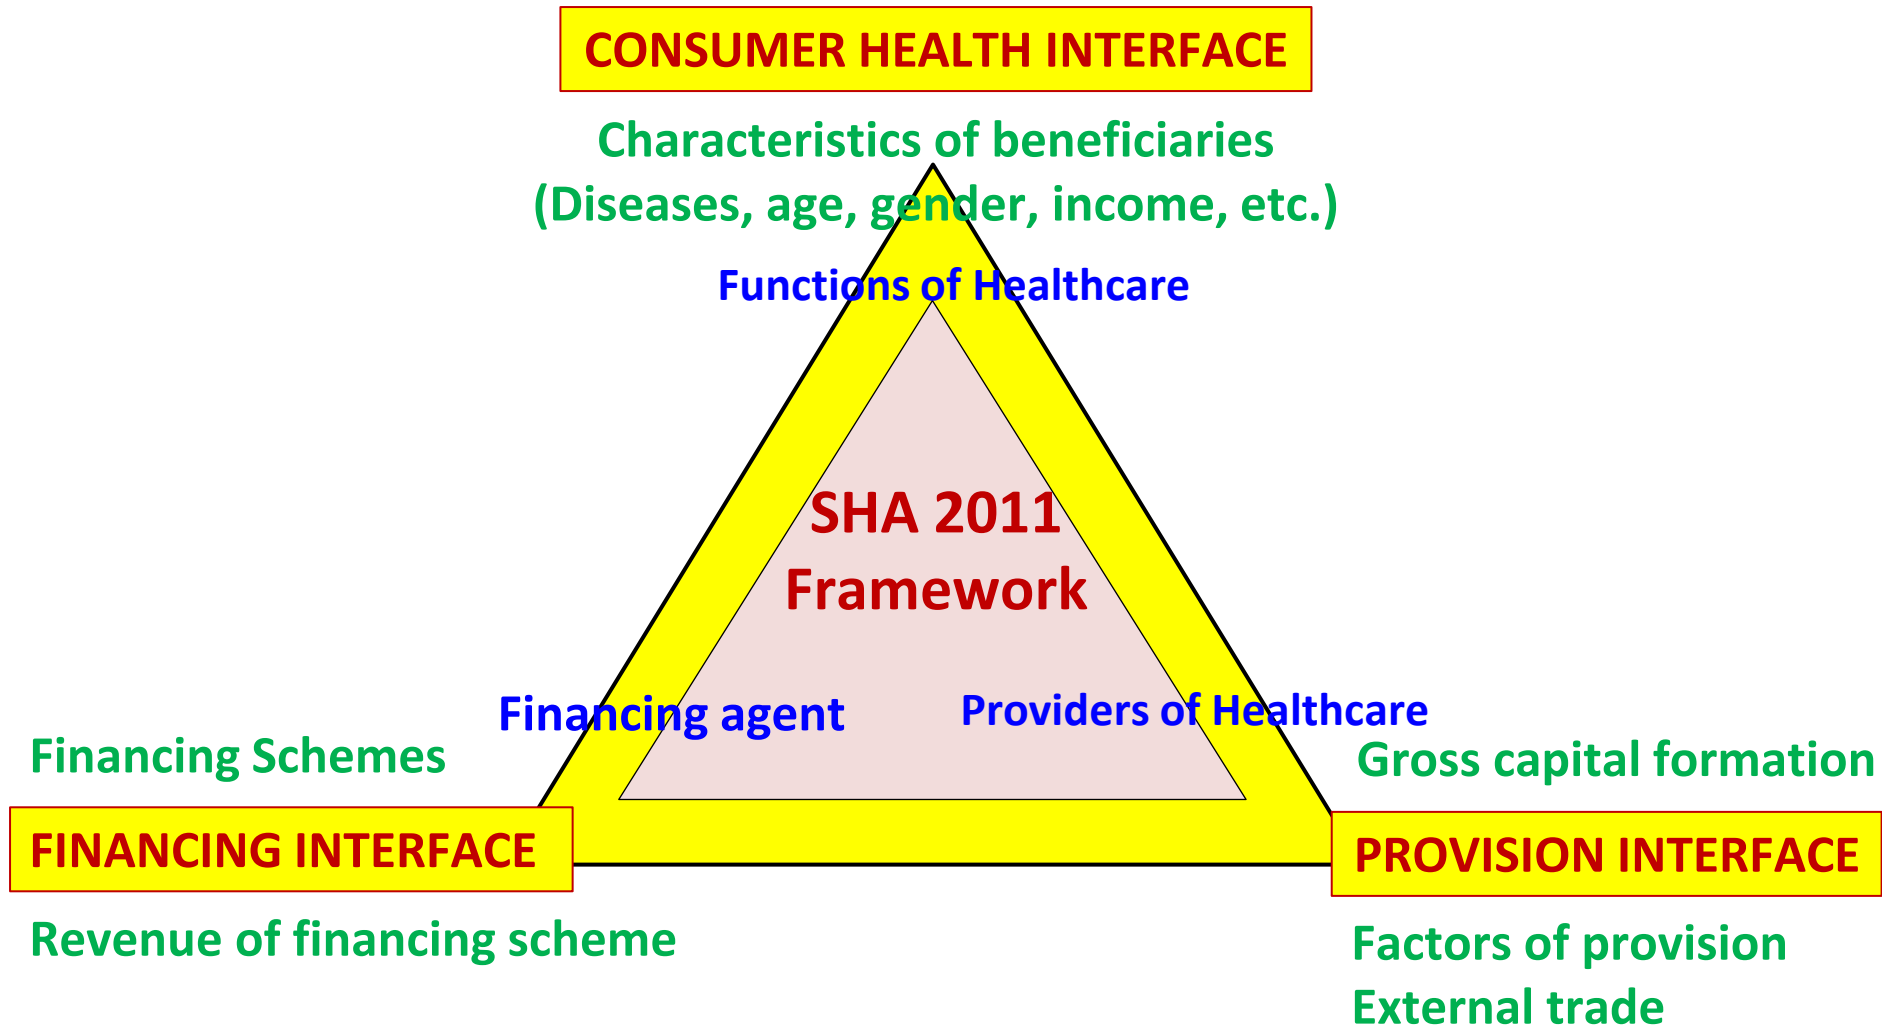 CONSUMER HEALTH INTERFACE
Characteristics of beneficiaries
(Diseases, age, gender, income, etc.)
Functions of Healthcare
SHA 2011
Framework
Financing agent
Providers of Healthcare
Financing Schemes
Gross capital formation
FINANCING INTERFACE
PROVISION INTERFACE
Revenue of financing scheme
Factors of provision
External trade